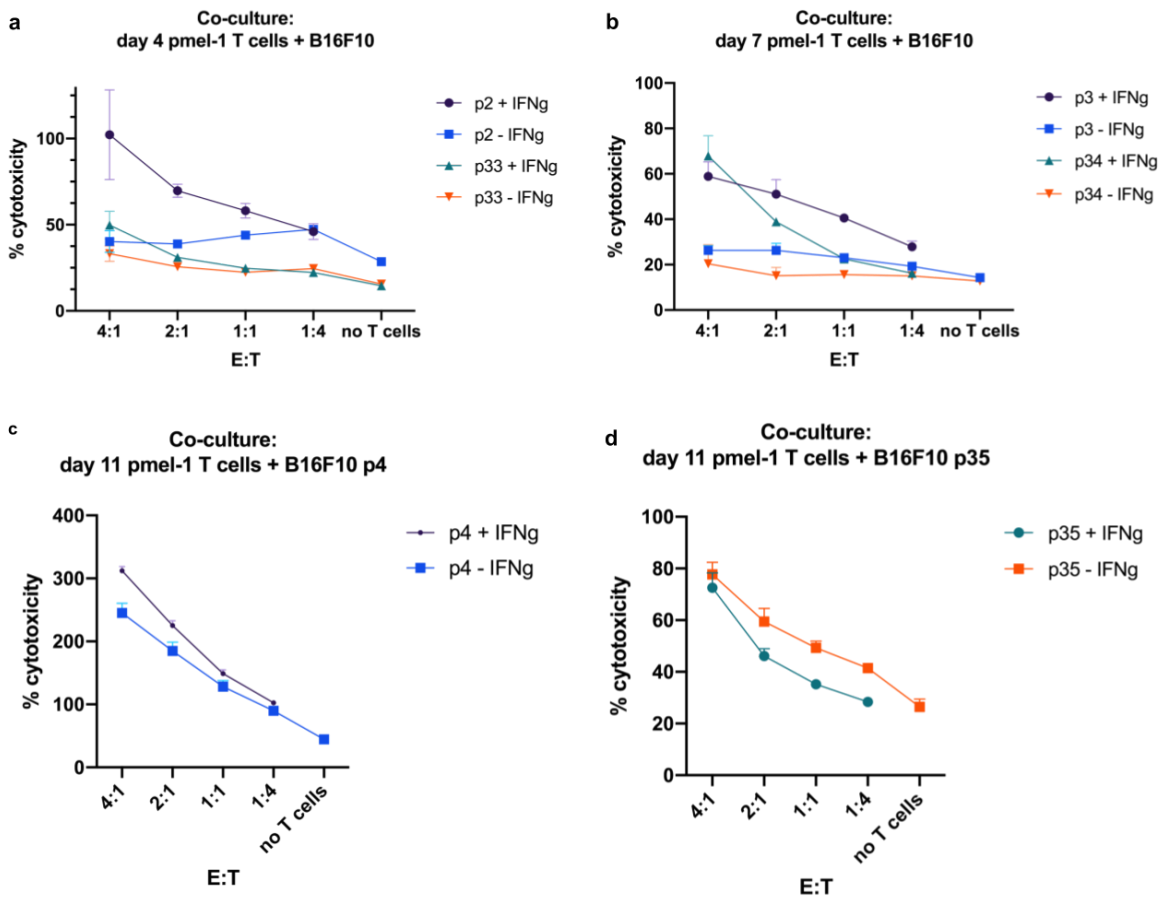 a
Co-culture:
day 4 pmel-1 T cells + B16F10
% cytotoxicity
100
50
0
4:1 2:1 1:1 1:4 no T cells
E:T
p2 + IFNg
p2 - IFNg
p33 + IFNg
p33 - IFNg
b
Co-culture:
day 7 pmel-1 T cells + B16F10
% cytotoxicity
100
80
60
40
20
0
4:1 2:1 1:1 1:4 no T cells
E:T
p3 + IFNg
p3 - IFNg
p34 + IFNg
p34 - IFNg
c
Co-culture:
day 11 pmel-1 T cells + B16F10 p4
% cytotoxicity
400
300
200
100
0
4:1 2:1 1:1 1:4 no T cells
E:T
p4 + IFNg
p4 - IFNg
d
Co-culture:
day 11 pmel-1 T cells + B16F10 p35
% cytotoxicity
100
80
60
40
20
0
4:1 2:1 1:1 1:4 no T cells
E:T
p35 + IFNg
p35 - IFNg